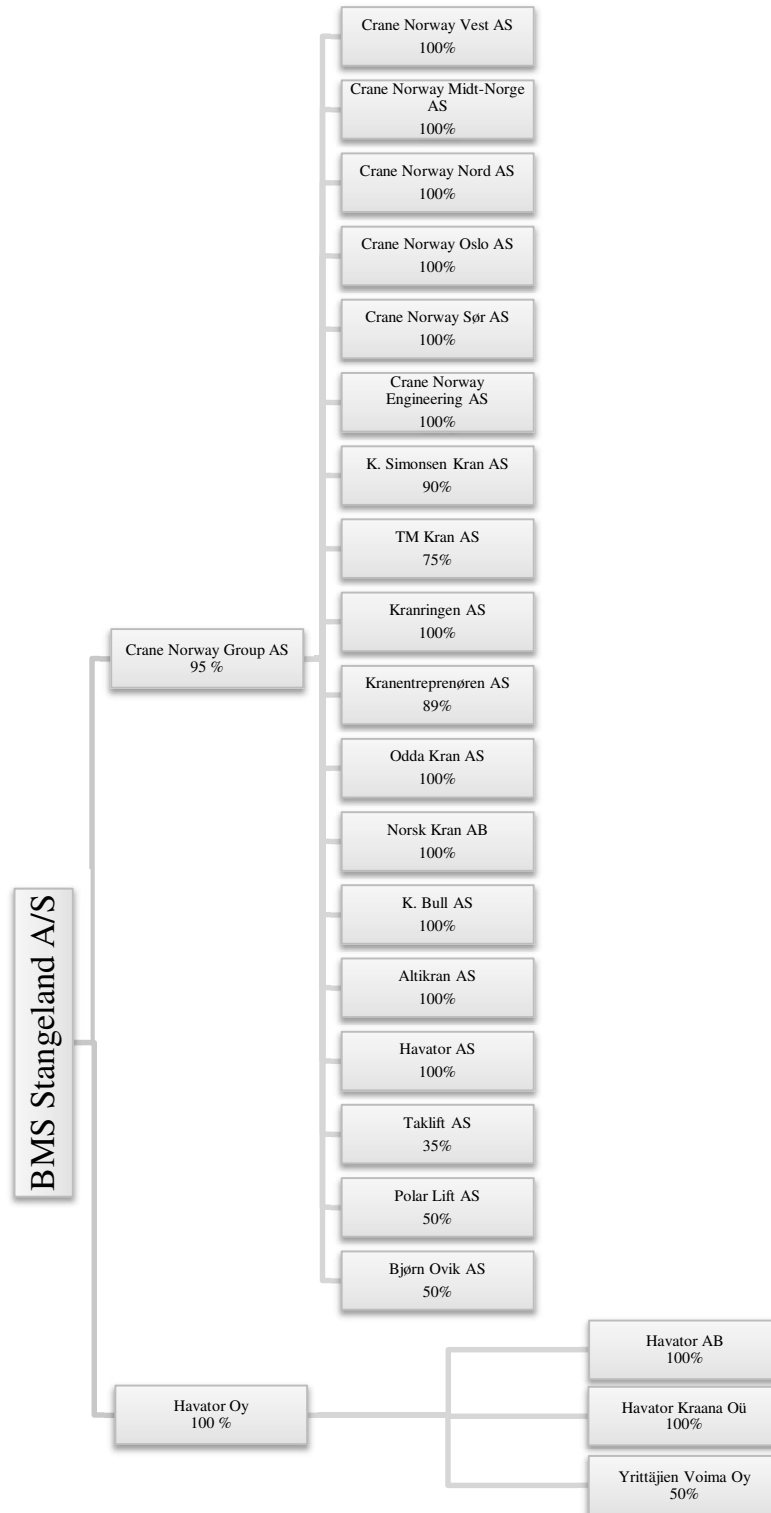 BMS Stangeland A/S
Crane Norway Group AS
95 %
Crane Norway Vest AS
100%
Crane Norway Midt-Norge
AS
100%
Crane Norway Nord AS
100%
Crane Norway Oslo AS
100%
Crane Norway Sør AS
100%
Crane Norway
Engineering AS
100%
K. Simonsen Kran AS
90%
TM Kran AS
75%
Kranringen AS
100%
Kranentreprenøren AS
89%
Odda Kran AS
100%
Norsk Kran AB
100%
K. Bull AS
100%
Altikran AS
100%
Havator AS
100%
Taklift AS
35%
Polar Lift AS
50%
Bjørn Ovik AS
50%
Havator Oy
100 %
Havator AB
100%
Havator Kraana Oü
100%
Yrittäjien Voima Oy
50%